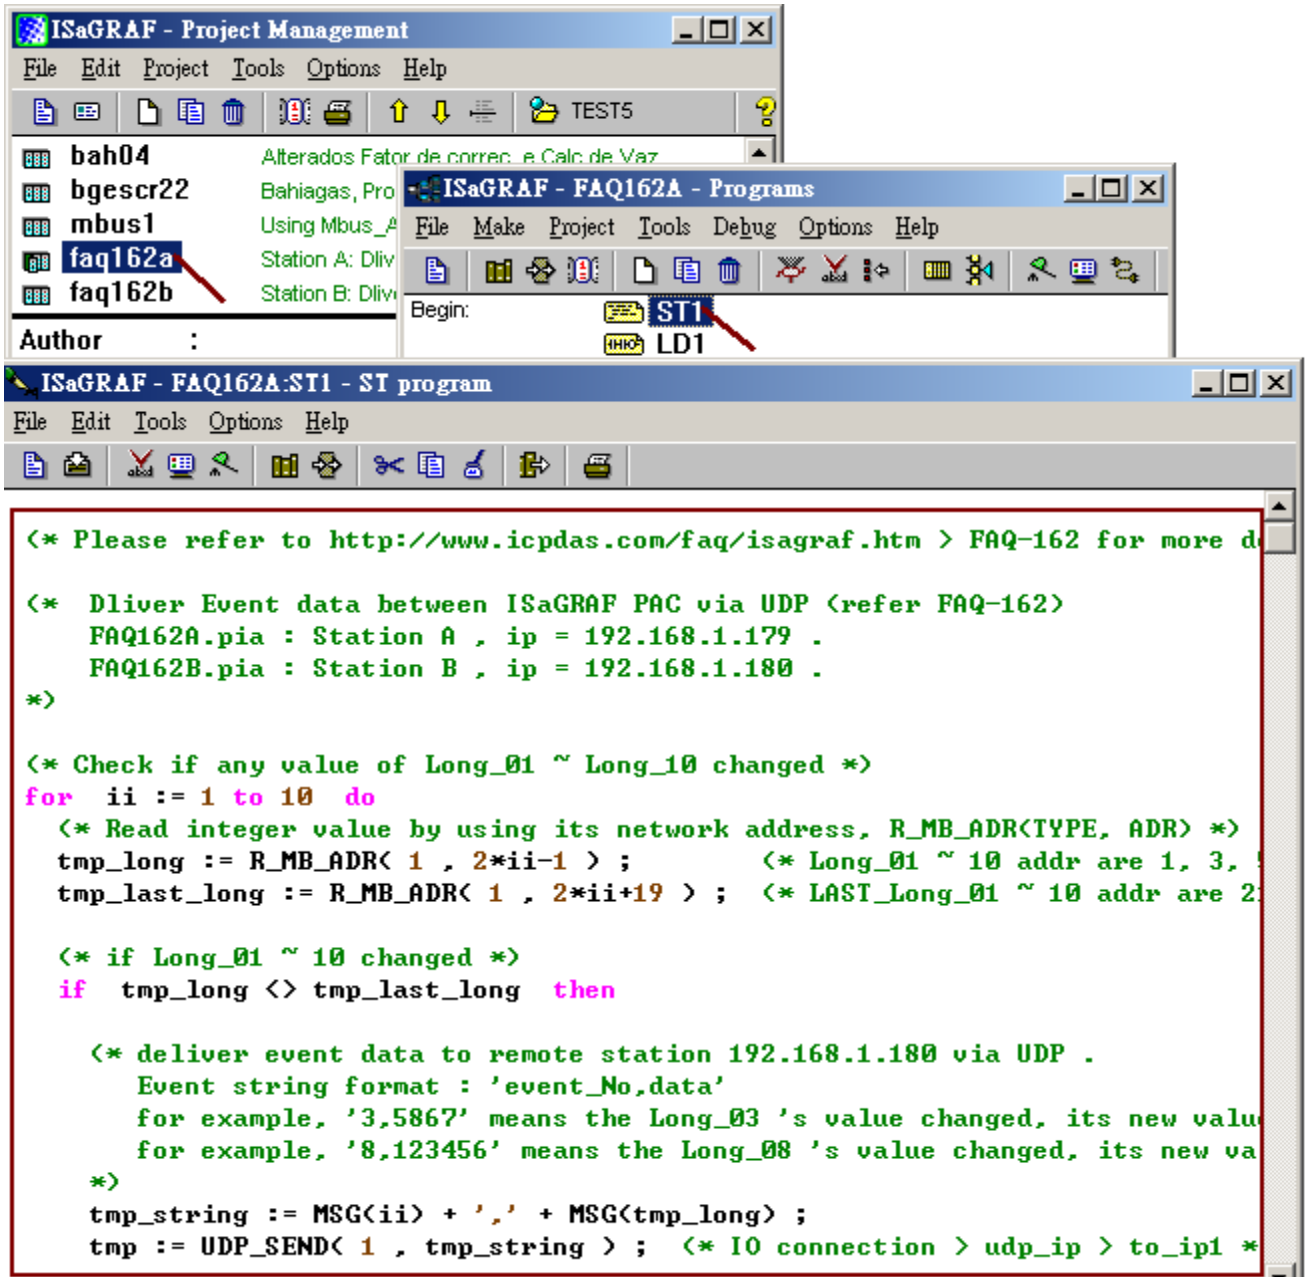 ISaGRAF - Project Management
File Edit Project Tools Options Help
TEST5
bah04 Alterados Fator de correc. e Calc de Vaz
bgescr22 Bahiagas, Pro
mbus1 Using Mbus_A
faq162a Station A: Dliv
faq162b Station B: Dliv
Author :
ISaGRAF - FAQ162A - Programs
File Make Project Tools Debug Options Help
Begin: ST1
LD1
ISaGRAF - FAQ162A:ST1 - ST program
File Edit Tools Options Help
(* Please refer to http://www.icpdas.com/faq/isagraf.htm > FAQ-162 for more d
(* Dliver Event data between ISaGRAF PAC via UDP (refer FAQ-162)
FAQ162A.pia : Station A , ip = 192.168.1.179 .
FAQ162B.pia : Station B , ip = 192.168.1.180 .
*)
(* Check if any value of Long_01 ~ Long_10 changed *)
for ii := 1 to 10 do
(* Read integer value by using its network address, R_MB_ADR(TYPE, ADR) *)
tmp_long := R_MB_ADR( 1 , 2*ii-1 ) ; (* Long_01 ~ 10 addr are 1, 3,
tmp_last_long := R_MB_ADR( 1 , 2*ii+19 ) ; (* LAST_Long_01 ~ 10 addr are 2
(* if Long_01 ~ 10 changed *)
if tmp_long <> tmp_last_long then
(* deliver event data to remote station 192.168.1.180 via UDP .
Event string format : 'event_No,data'
for example, '3,5867' means the Long_03 's value changed, its new valu
for example, '8,123456' means the Long_08 's value changed, its new va
*)
tmp_string := MSG(ii) + ',' + MSG(tmp_long) ;
tmp := UDP_SEND( 1 , tmp_string ) ; (* IO connection > udp_ip > to_ip1 *